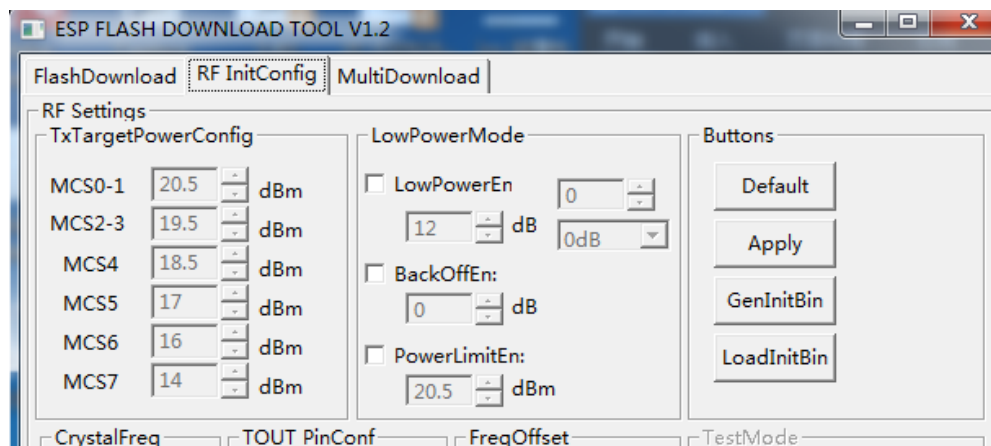 ESP FLASH DOWNLOAD TOOL V1.2
FlashDownload RF InitConfig MultiDownload
RF Settings
TxTargetPowerConfig
MCS0-1 20.5 dBm
MCS2-3 19.5 dBm
MCS4 18.5 dBm
MCS5 17 dBm
MCS6 16 dBm
MCS7 14 dBm
LowPowerMode
LowPowerEn 0
12 dB 0dB
BackOffEn:
0 dB
PowerLimitEn:
20.5 dBm
Buttons
Default
Apply
GenInitBin
LoadInitBin
CrystalFreq TOUT PinConf FreqOffset TestMode